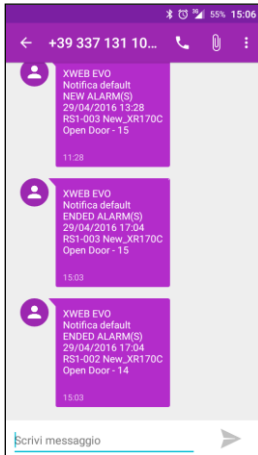 3G 55% 15:06
+39 337 131 10...
XWEB EVO
Notifica default
NEW ALARM(S)
29/04/2016 13:28
RS1-003 New_XR170C
Open Door - 15
11:28
XWEB EVO
Notifica default
ENDED ALARM(S)
29/04/2016 17:04
RS1-003 New_XR170C
Open Door - 15
15:03
XWEB EVO
Notifica default
ENDED ALARM(S)
29/04/2016 17:04
RS1-002 New_XR170C
Open Door - 14
15:03
Scrivi messaggio